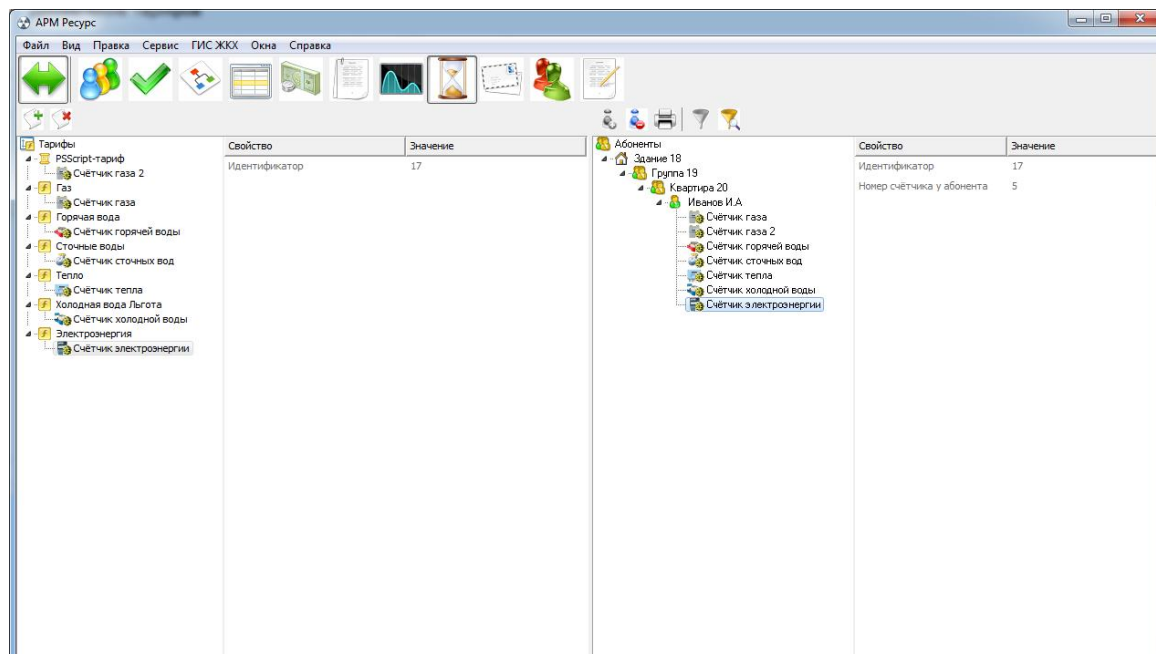 АРМ Ресурс
Файл Вид Правка Сервис ГИС ЖКХ Окна Справка
Тарифы
PSScript-тариф
Счётчик газа 2
Газ
Счётчик газа
Горячая вода
Счётчик горячей воды
Сточные воды
Счётчик сточных вод
Тепло
Счётчик тепла
Холодная вода Льгота
Счётчик холодной воды
Электроэнергия
Счётчик электроэнергии
Свойство Значение
Идентификатор 17
Абоненты
Здание 18
Группа 19
Квартира 20
Иванов И.А
Счётчик газа
Счётчик газа 2
Счётчик горячей воды
Счётчик сточных вод
Счётчик тепла
Счётчик холодной воды
Счётчик электроэнергии
Свойство Значение
Идентификатор 17
Номер счётчика у абонента 5